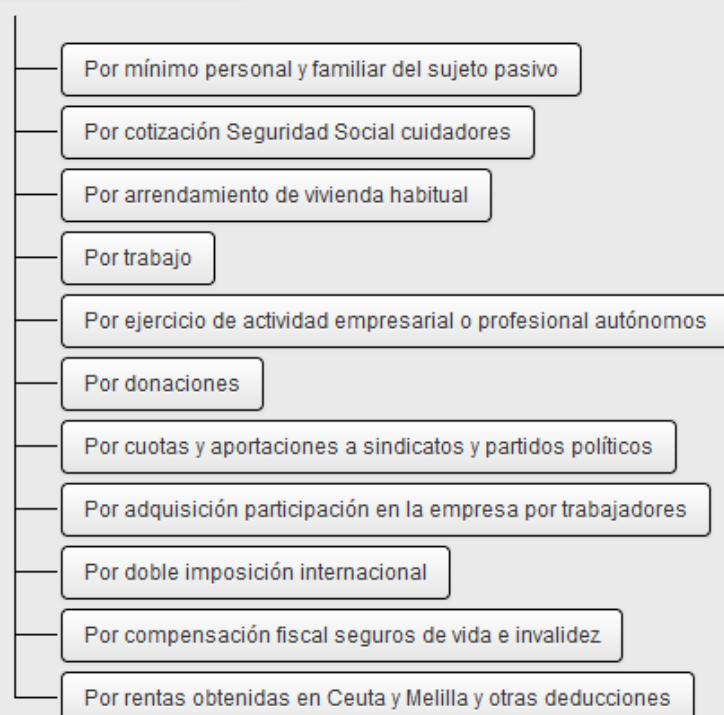 Por mínimo personal y familiar del sujeto pasivo
Por cotización Seguridad Social cuidadores
Por arrendamiento de vivienda habitual
Por trabajo
Por ejercicio de actividad empresarial o profesional autónomos
Por donaciones
Por cuotas y aportaciones a sindicatos y partidos políticos
Por adquisición participación en la empresa por trabajadores
Por doble imposición internacional
Por compensación fiscal seguros de vida e invalidez
Por rentas obtenidas en Ceuta y Melilla y otras deducciones